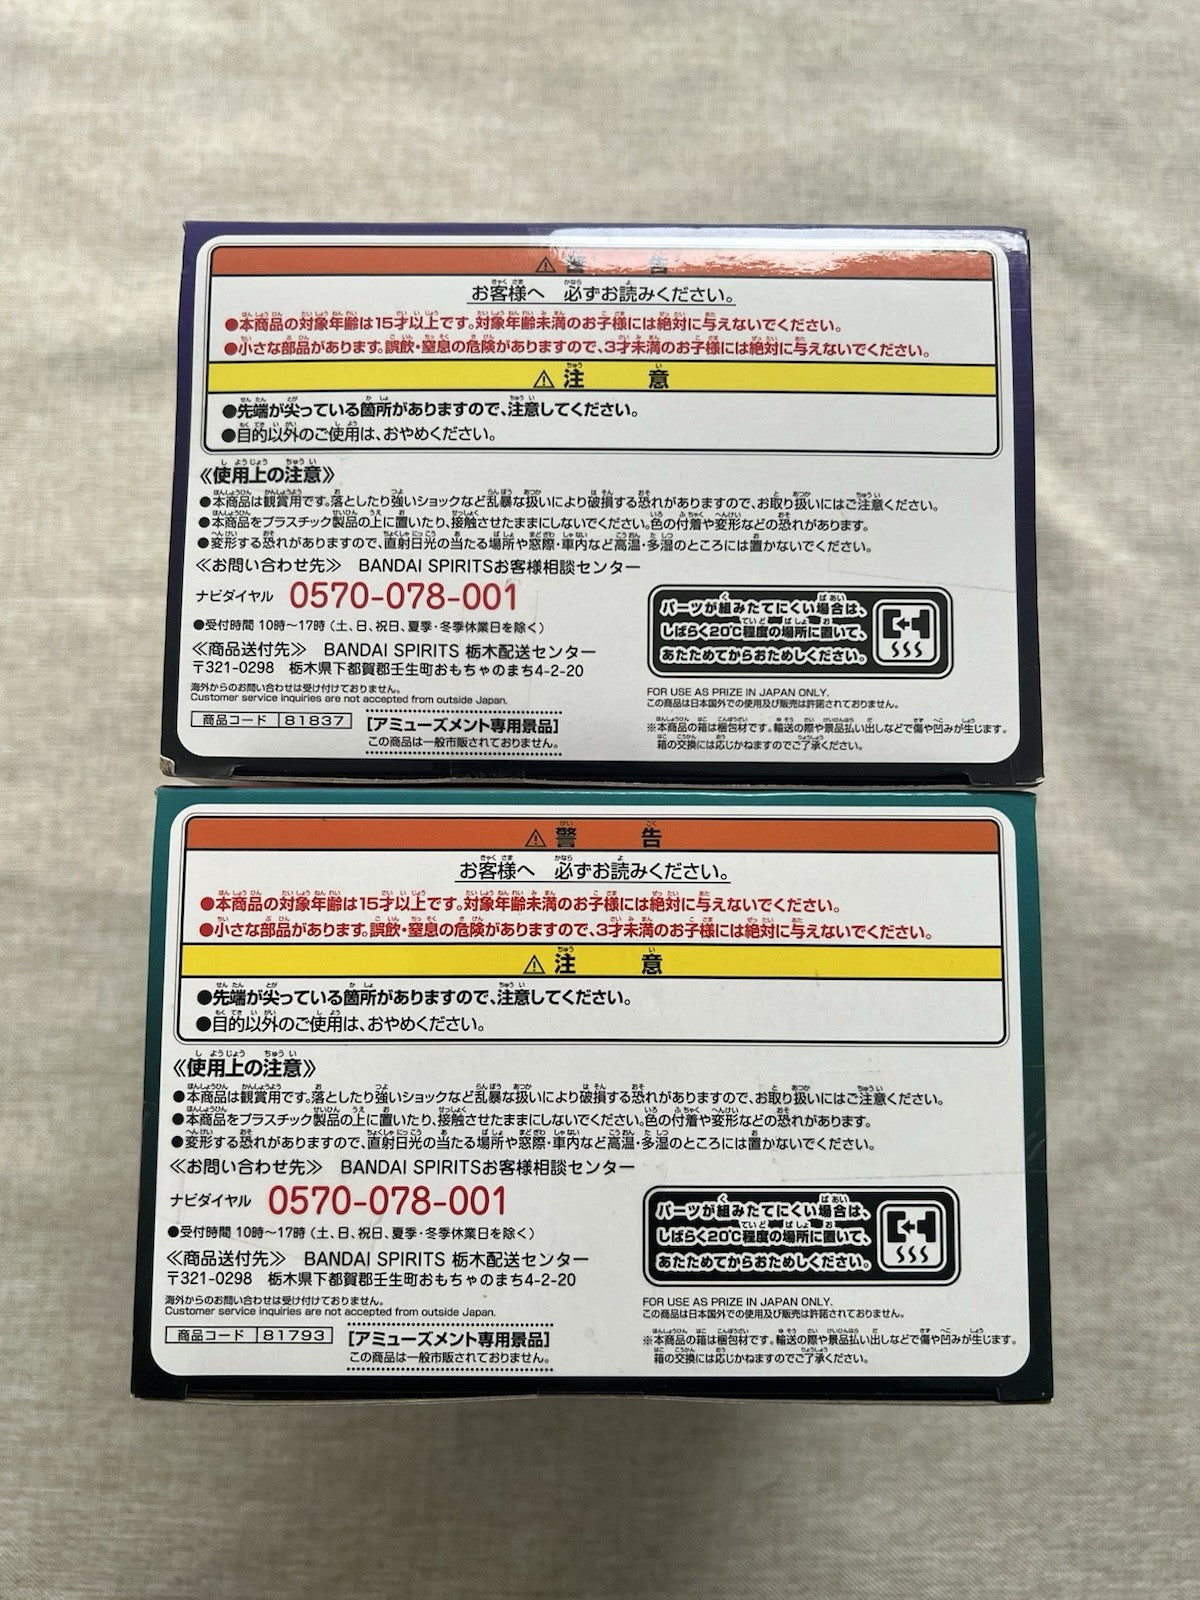 ⚠警 告
お客様へ 必ずお読みください。
●本商品の対象年齢は15才以上です。対象年齢未満のお子様には絶対に与えないでください。
●小さな部品があります。誤飲・窒息の危険がありますので、3才未満のお子様には絶対に与えないでください。
⚠注 意
●先端が尖っている箇所がありますので、注意してください。
●目的以外のご使用は、おやめください。
《使用上の注意》
●本商品は観賞用です。落としたり強いショックなど乱暴な扱いにより破損する恐れがありますので、お取り扱いにはご注意ください。
●本商品をプラスチック製品の上に置いたり、接触させたままにしないでください。色の付着や変形などの恐れがあります。
●変形する恐れがありますので、直射日光の当たる場所や窓際・車内など高温・多湿のところには置かないでください。
≪お問い合わせ先≫ BANDAI SPIRITSお客様相談センター
ナビダイヤル 0570-078-001
●受付時間 10時〜17時（土、日、祝日、夏季・冬季休業日を除く）
≪商品送付先≫ BANDAI SPIRITS 栃木配送センター
〒321-0298 栃木県下都賀郡壬生町おもちゃのまち4-2-20
海外からのお問い合わせは受け付けておりません。
Customer service inquiries are not accepted from outside Japan.
商品コード 81837
[アミューズメント専用景品]
この商品は一般市販されておりません。
パーツが組みたてにくい場合は、
しばらく20℃程度の場所に置いて、
あたためてからおためしください。
FOR USE AS PRIZE IN JAPAN ONLY.
この商品は日本国外での使用及び販売は許諾されておりません。
※本商品の箱は梱包材です。輸送の際や景品払い出しなどで傷や凹みが生じます。
箱の交換には応じかねますのでご了承ください。
⚠警 告
お客様へ 必ずお読みください。
●本商品の対象年齢は15才以上です。対象年齢未満のお子様には絶対に与えないでください。
●小さな部品があります。誤飲・窒息の危険がありますので、3才未満のお子様には絶対に与えないでください。
⚠注 意
●先端が尖っている箇所がありますので、注意してください。
●目的以外のご使用は、おやめください。
《使用上の注意》
●本商品は観賞用です。落としたり強いショックなど乱暴な扱いにより破損する恐れがありますので、お取り扱いにはご注意ください。
●本商品をプラスチック製品の上に置いたり、接触させたままにしないでください。色の付着や変形などの恐れがあります。
●変形する恐れがありますので、直射日光の当たる場所や窓際・車内など高温・多湿のところには置かないでください。
≪お問い合わせ先≫ BANDAI SPIRITSお客様相談センター
ナビダイヤル 0570-078-001
●受付時間 10時〜17時（土、日、祝日、夏季・冬季休業日を除く）
≪商品送付先≫ BANDAI SPIRITS 栃木配送センター
〒321-0298 栃木県下都賀郡壬生町おもちゃのまち4-2-20
海外からのお問い合わせは受け付けておりません。
Customer service inquiries are not accepted from outside Japan.
商品コード 81793
[アミューズメント専用景品]
この商品は一般市販されておりません。
パーツが組みたてにくい場合は、
しばらく20℃程度の場所に置いて、
あたためてからおためしください。
FOR USE AS PRIZE IN JAPAN ONLY.
この商品は日本国外での使用及び販売は許諾されておりません。
※本商品の箱は梱包材です。輸送の際や景品払い出しなどで傷や凹みが生じます。
箱の交換には応じかねますのでご了承ください。